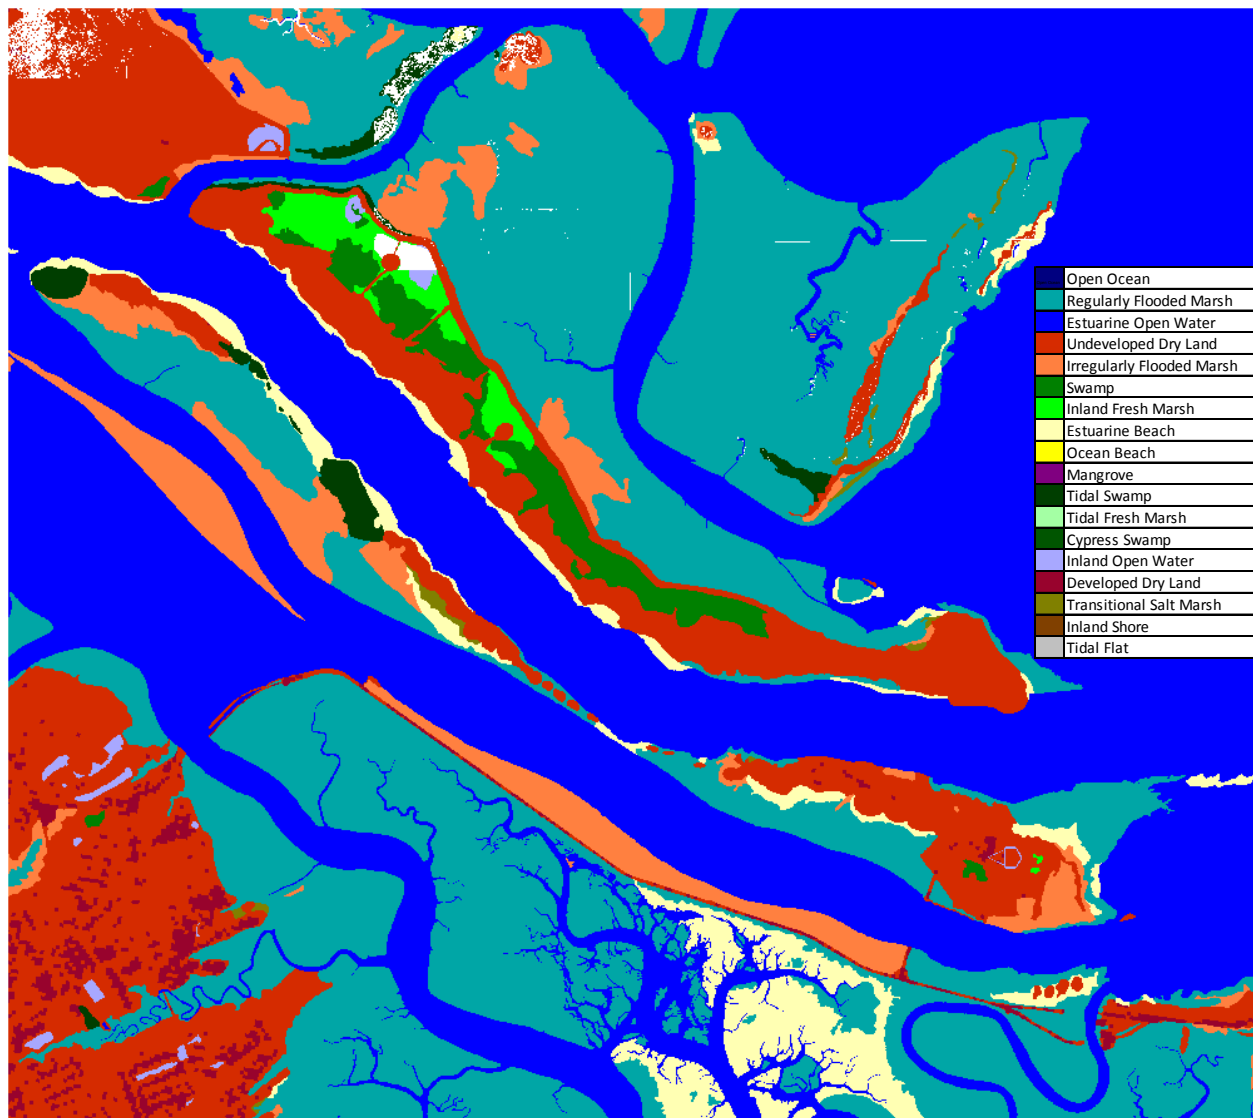 Open Ocean
Regularly Flooded Marsh
Estuarine Open Water
Undeveloped Dry Land
Irregularly Flooded Marsh
Swamp
Inland Fresh Marsh
Estuarine Beach
Ocean Beach
Mangrove
Tidal Swamp
Tidal Fresh Marsh
Cypress Swamp
Inland Open Water
Developed Dry Land
Transitional Salt Marsh
Inland Shore
Tidal Flat